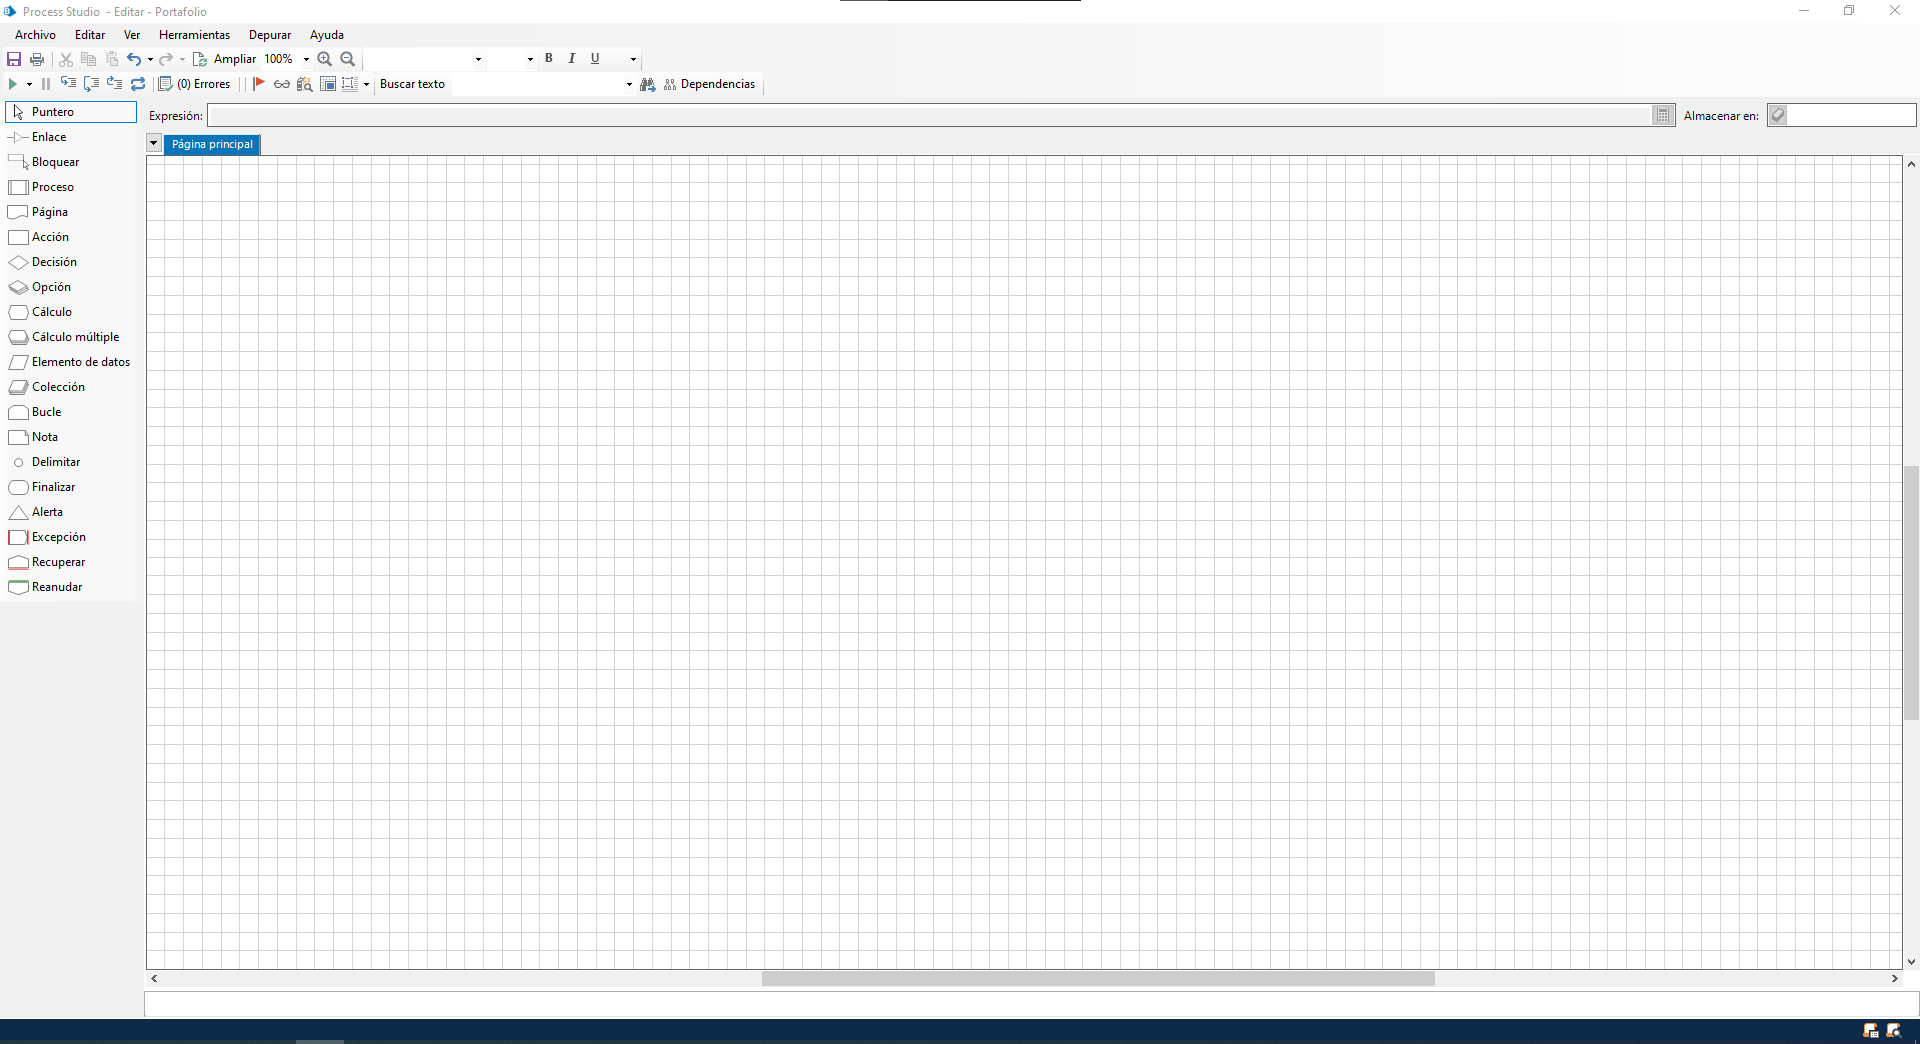 Process Studio - Editar - Portafolio
Archivo Editar Ver Herramientas Depurar Ayuda
Ampliar 100% B I U
(0) Errores Buscar texto Dependencias
Puntero
Expresión: Almacenar en:
Enlace
Página principal
Bloquear
Proceso
Página
Acción
Decisión
Opción
Cálculo
Cálculo múltiple
Elemento de datos
Colección
Bucle
Nota
Delimitar
Finalizar
Alerta
Excepción
Recuperar
Reanudar